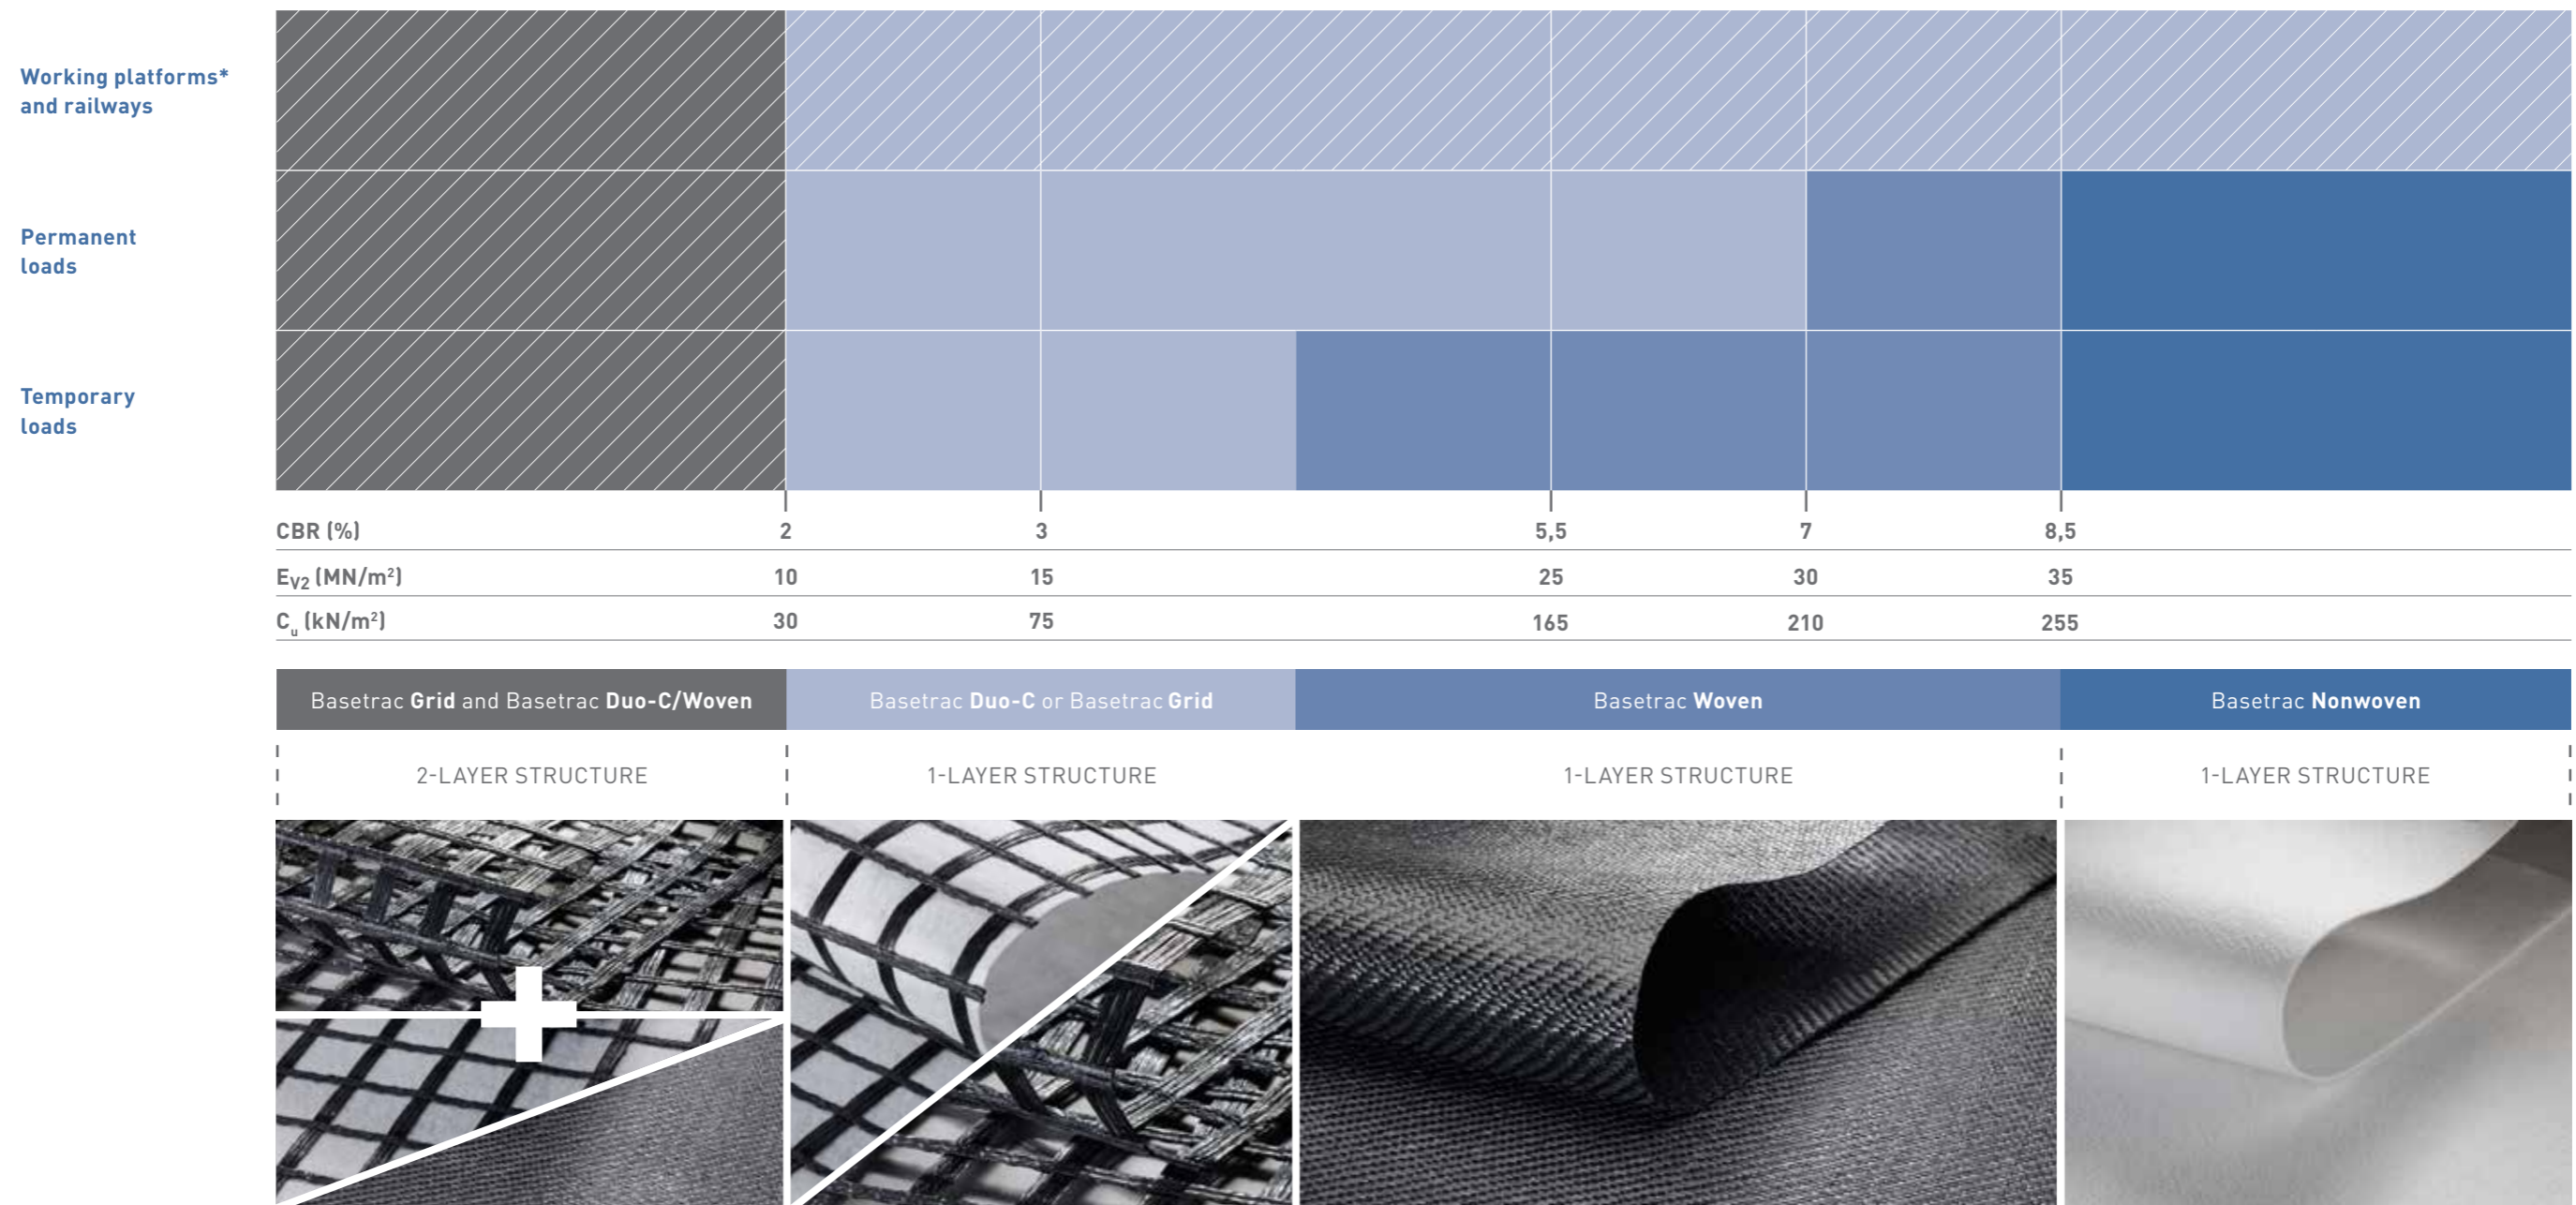 Working platforms*
and railways
Permanent
loads
Temporary
loads
CBR (%) 2 3 5,5 7 8,5
EV2 (MN/m²) 10 15 25 30 35
Cu (kN/m²) 30 75 165 210 255
Basetrac Grid and Basetrac Duo-C/Woven
Basetrac Duo-C or Basetrac Grid
Basetrac Woven
Basetrac Nonwoven
2-LAYER STRUCTURE
1-LAYER STRUCTURE
1-LAYER STRUCTURE
1-LAYER STRUCTURE